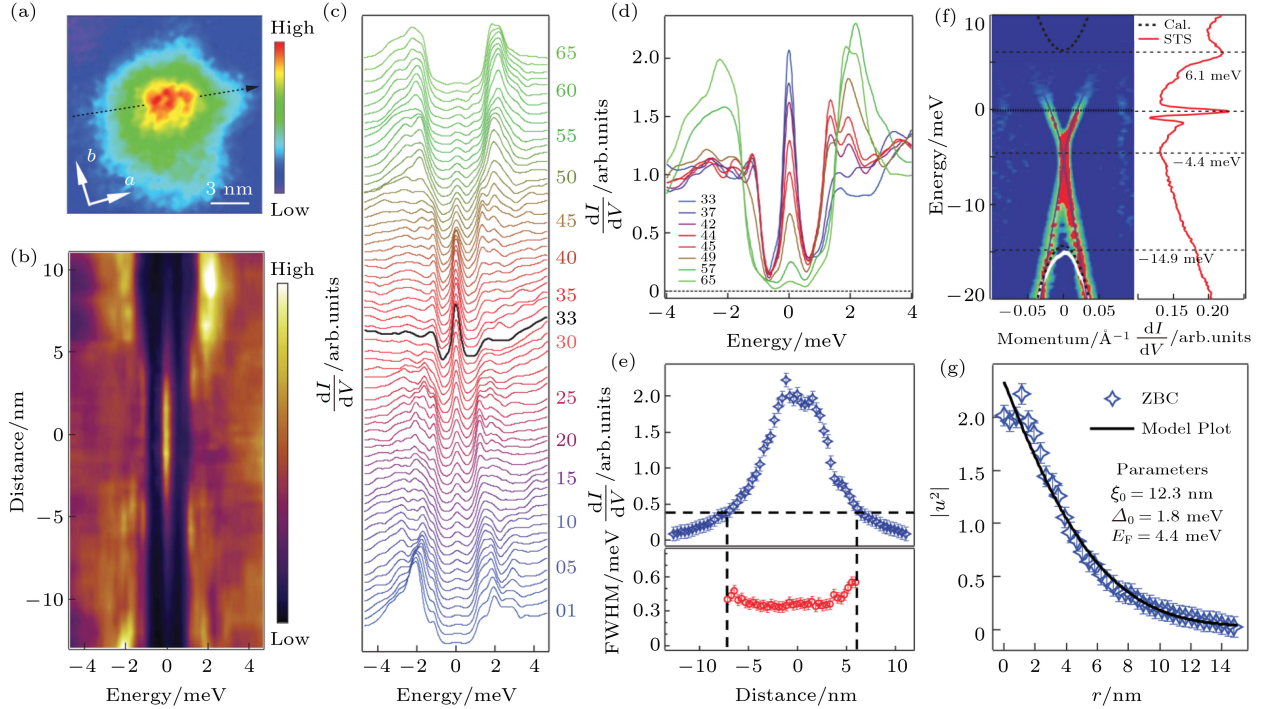 (a)
High
b
a
3 nm
Low
(b)
High
Low
10
5
0
−5
−10
Distance/nm
−4
−2
0
2
4
Energy/meV
dI/dV/arb.units
(c)
65
60
55
50
45
40
35
33
30
25
20
15
10
05
01
−4
−2
0
2
4
Energy/meV
dI/dV/arb.units
(d)
2.0
1.5
1.0
0.5
0
33
37
42
44
45
49
57
65
−4
−2
0
2
4
Energy/meV
dI/dV/arb.units
(e)
2.0
1.5
1.0
0.5
0
FWHM/meV
0.6
0.3
0
−10
−5
0
5
10
Distance/nm
(f)
10
0
−10
−20
Energy/meV
Cal.
STS
6.1 meV
−4.4 meV
−14.9 meV
−0.05
0
0.05
0.15
0.20
Momentum/Å−1
dI/dV/arb.units
(g)
ZBC
Model Plot
Parameters
ξ0 = 12.3 nm
Δ0 = 1.8 meV
EF = 4.4 meV
|u2|
2.0
1.5
1.0
0.5
0
0
2
4
6
8
10
12
14
r/nm